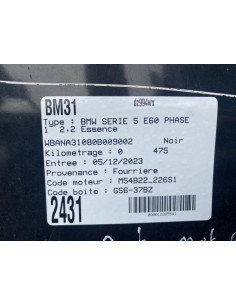 BM31
dz994wx
Type : BMW SERIE 5 E60 PHASE
1 2.2 Essence
WBANA31080B009002 Noir
Kilometrage : 0 475
Entree : 05/12/2023
Provenance : Fourriere
Code moteur : M54B22_226S1
Code boite : GS6-37BZ
2431